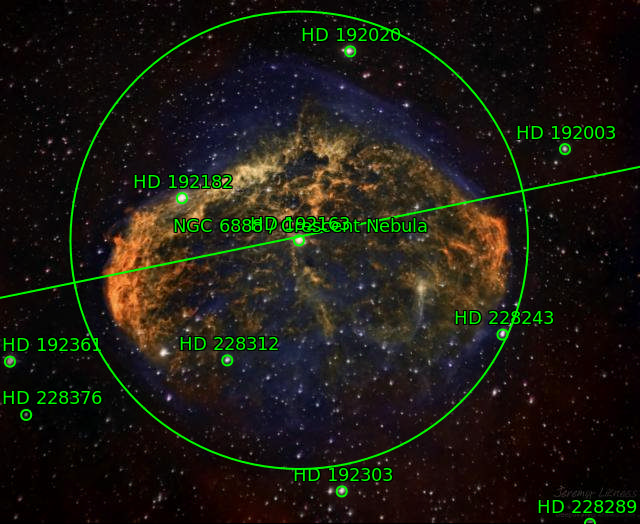 HD 192020
HD 192003
HD 192182
HD 192163
NGC 6888 / Crescent Nebula
HD 228243
HD 192361
HD 228312
HD 228376
HD 192303
Jeremy
HD 228289